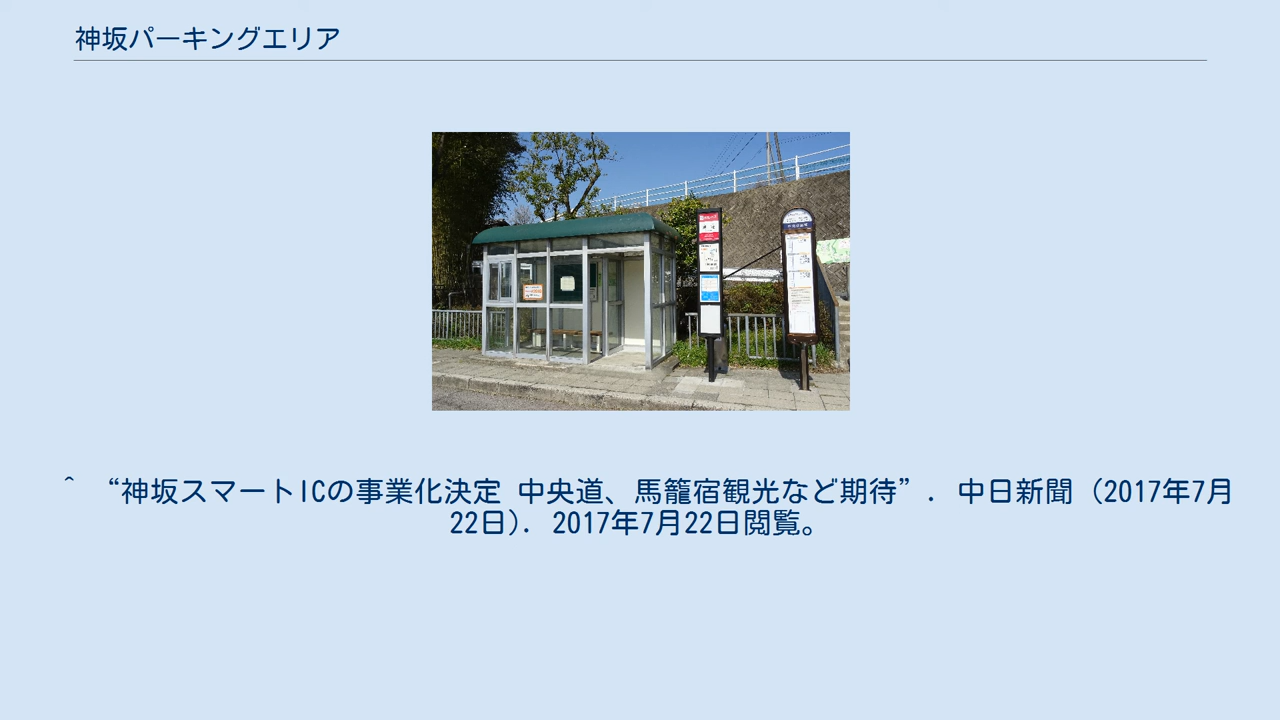 神坂パーキングエリア
^ “神坂スマートICの事業化決定 中央道、馬籠宿観光など期待”. 中日新聞 (2017年7月
22日). 2017年7月22日閲覧。